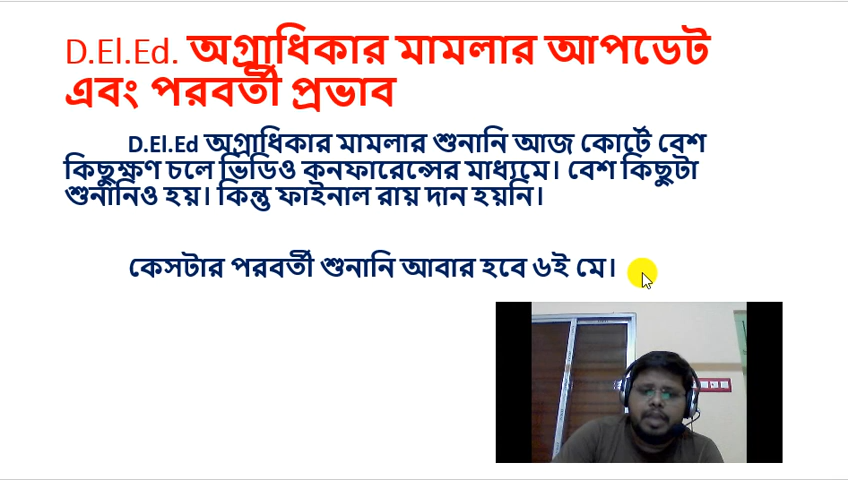 D.El.Ed. অগ্রাধিকার মামলার আপডেট
এবং পরবর্তী প্রভাব
D.El.Ed অগ্রাধিকার মামলার শুনানি আজ কোর্টে বেশ
কিছুক্ষণ চলে ভিডিও কনফারেন্সের মাধ্যমে। বেশ কিছুটা
শুনানিও হয়। কিন্তু ফাইনাল রায় দান হয়নি।
কেসটার পরবর্তী শুনানি আবার হবে ৬ই মে।